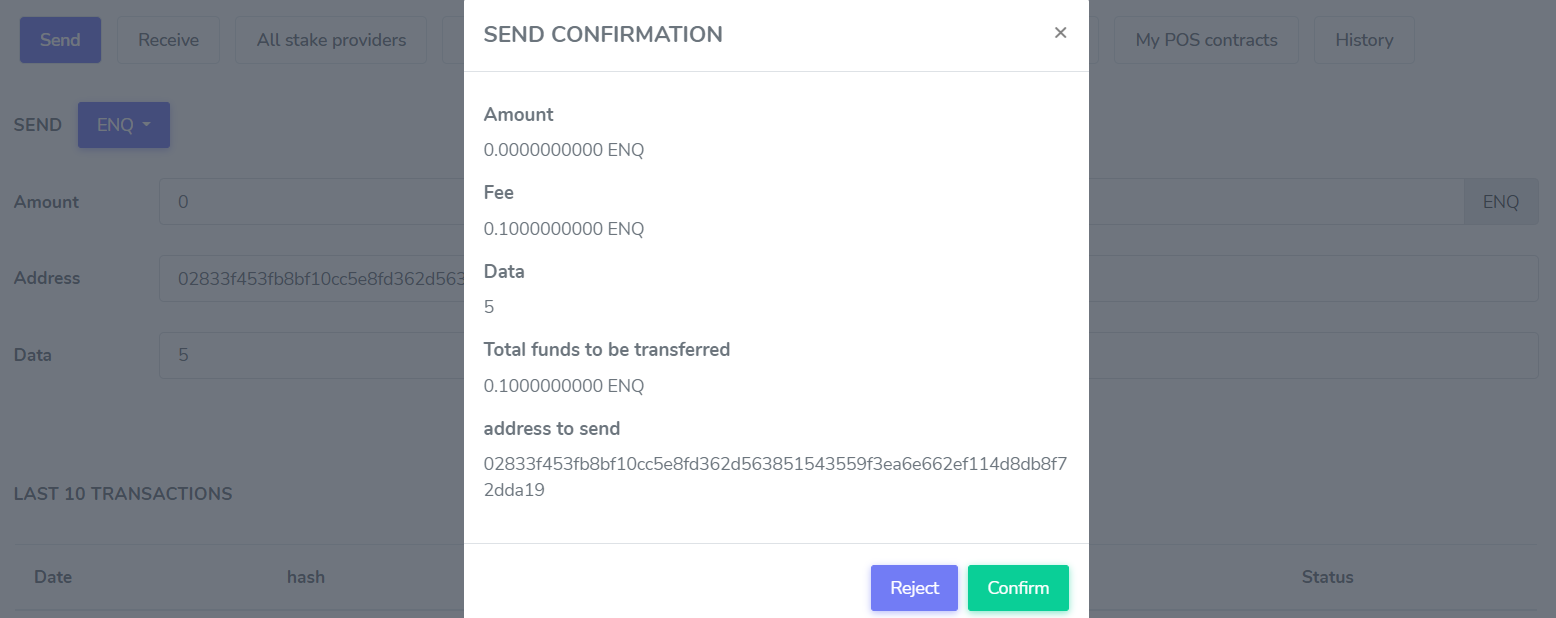 Send
Receive
All stake providers
My POS contracts
History
SEND CONFIRMATION
×
SEND
ENQ
Amount
0
ENQ
Address
02833f453fb8bf10cc5e8fd362d563
Data
5
Amount
0.0000000000 ENQ
Fee
0.1000000000 ENQ
Data
5
Total funds to be transferred
0.1000000000 ENQ
address to send
02833f453fb8bf10cc5e8fd362d563851543559f3ea6e662ef114d8db8f7
2dda19
Reject
Confirm
LAST 10 TRANSACTIONS
Date
hash
Status